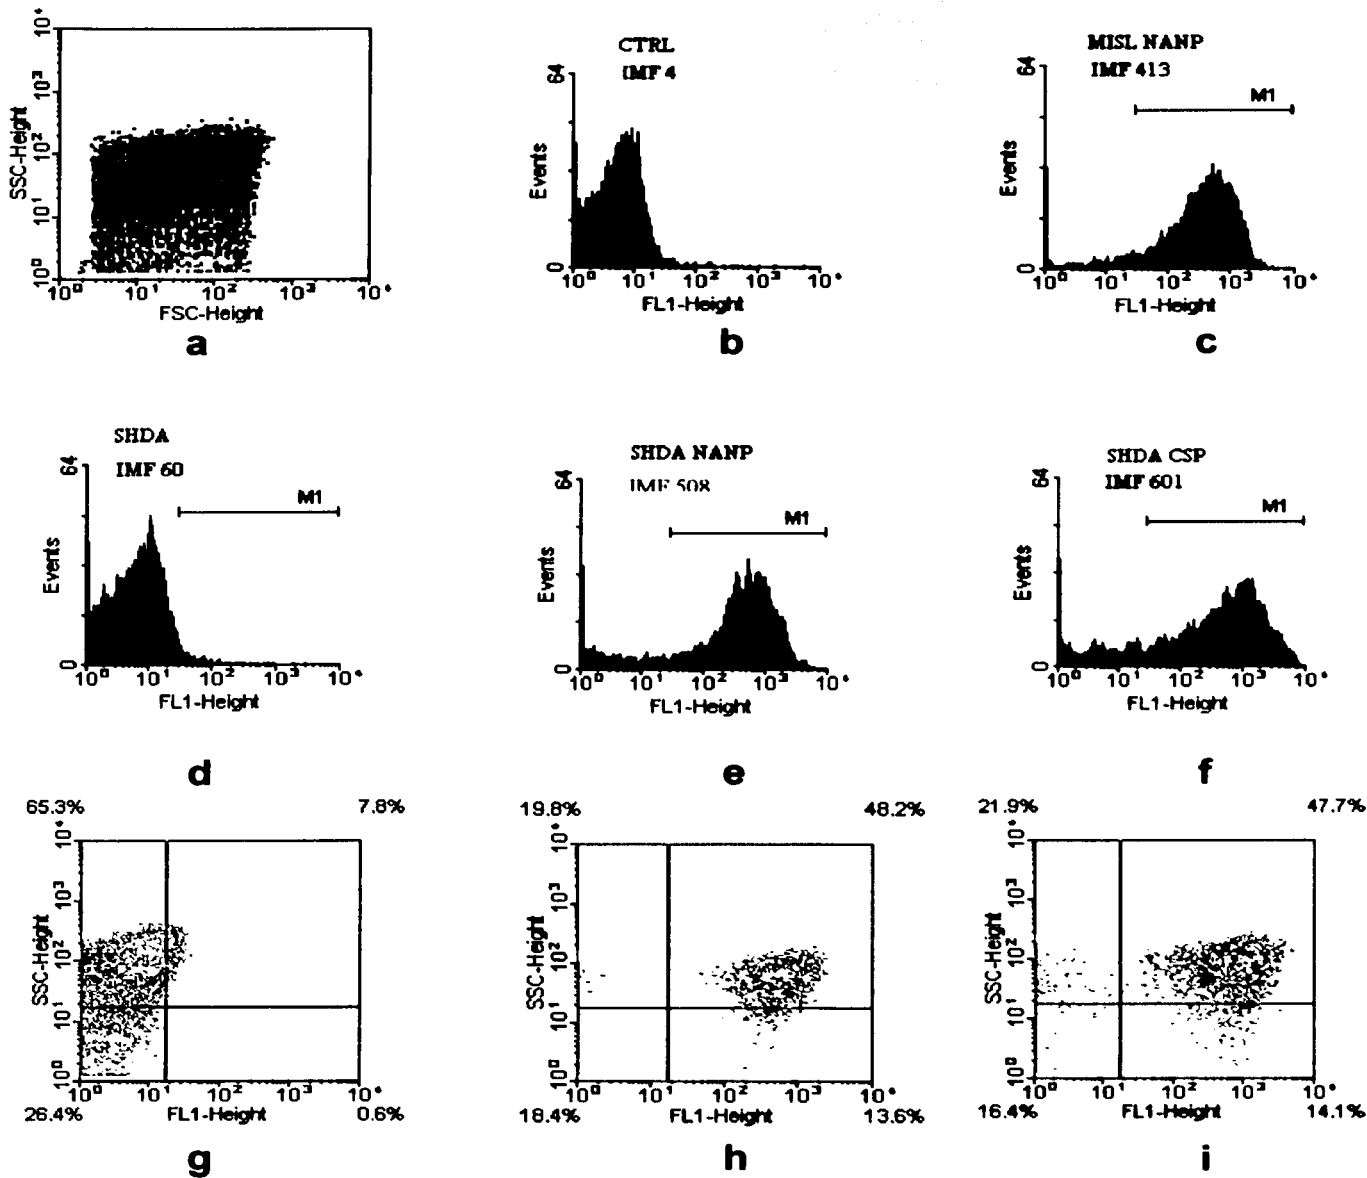 10⁴
10³
10²
10¹
10⁰
SSC-Height
10⁰ 10¹ 10² 10³ 10⁴
FSC-Height
a
CTRL
IMF 4
64
Events
0
10⁰ 10¹ 10² 10³ 10⁴
FL1-Height
b
MISL NANP
IMF 413
64
M1
Events
0
10⁰ 10¹ 10² 10³ 10⁴
FL1-Height
c
SHDA
IMF 60
64
M1
Events
0
10⁰ 10¹ 10² 10³ 10⁴
FL1-Height
d
SHDA NANP
IMF 508
64
M1
Events
0
10⁰ 10¹ 10² 10³ 10⁴
FL1-Height
e
SHDA CSP
IMF 601
64
M1
Events
0
10⁰ 10¹ 10² 10³ 10⁴
FL1-Height
f
65.3% 7.8%
10⁴
10³
10²
10¹
10⁰
SSC-Height
10⁰ 10¹ 10² 10³ 10⁴
26.4% FL1-Height 0.6%
g
19.8% 48.2%
10⁴
10³
10²
10¹
10⁰
SSC-Height
10⁰ 10¹ 10² 10³ 10⁴
18.4% FL1-Height 13.6%
h
21.9% 47.7%
10⁴
10³
10²
10¹
10⁰
SSC-Height
10⁰ 10¹ 10² 10³ 10⁴
16.4% FL1-Height 14.1%
i